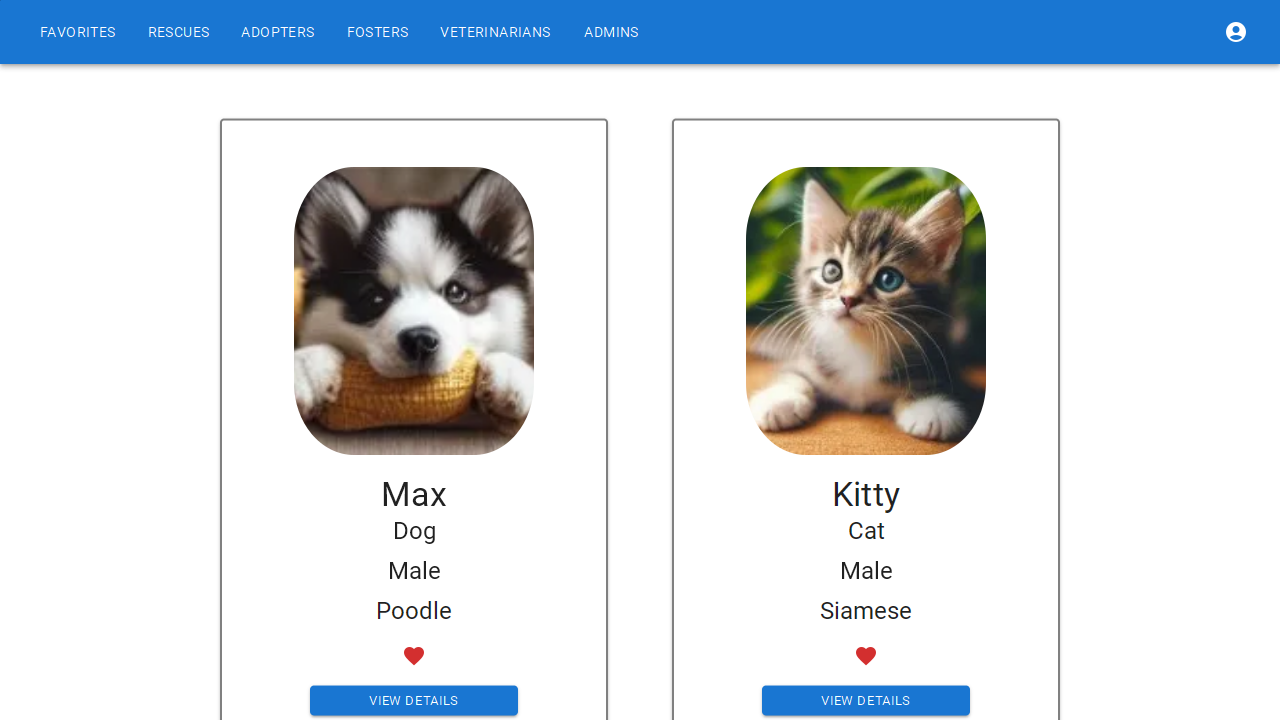 FAVORITES RESCUES ADOPTERS FOSTERS VETERINARIANS ADMINS
Max
Dog
Male
Poodle
VIEW DETAILS
Kitty
Cat
Male
Siamese
VIEW DETAILS